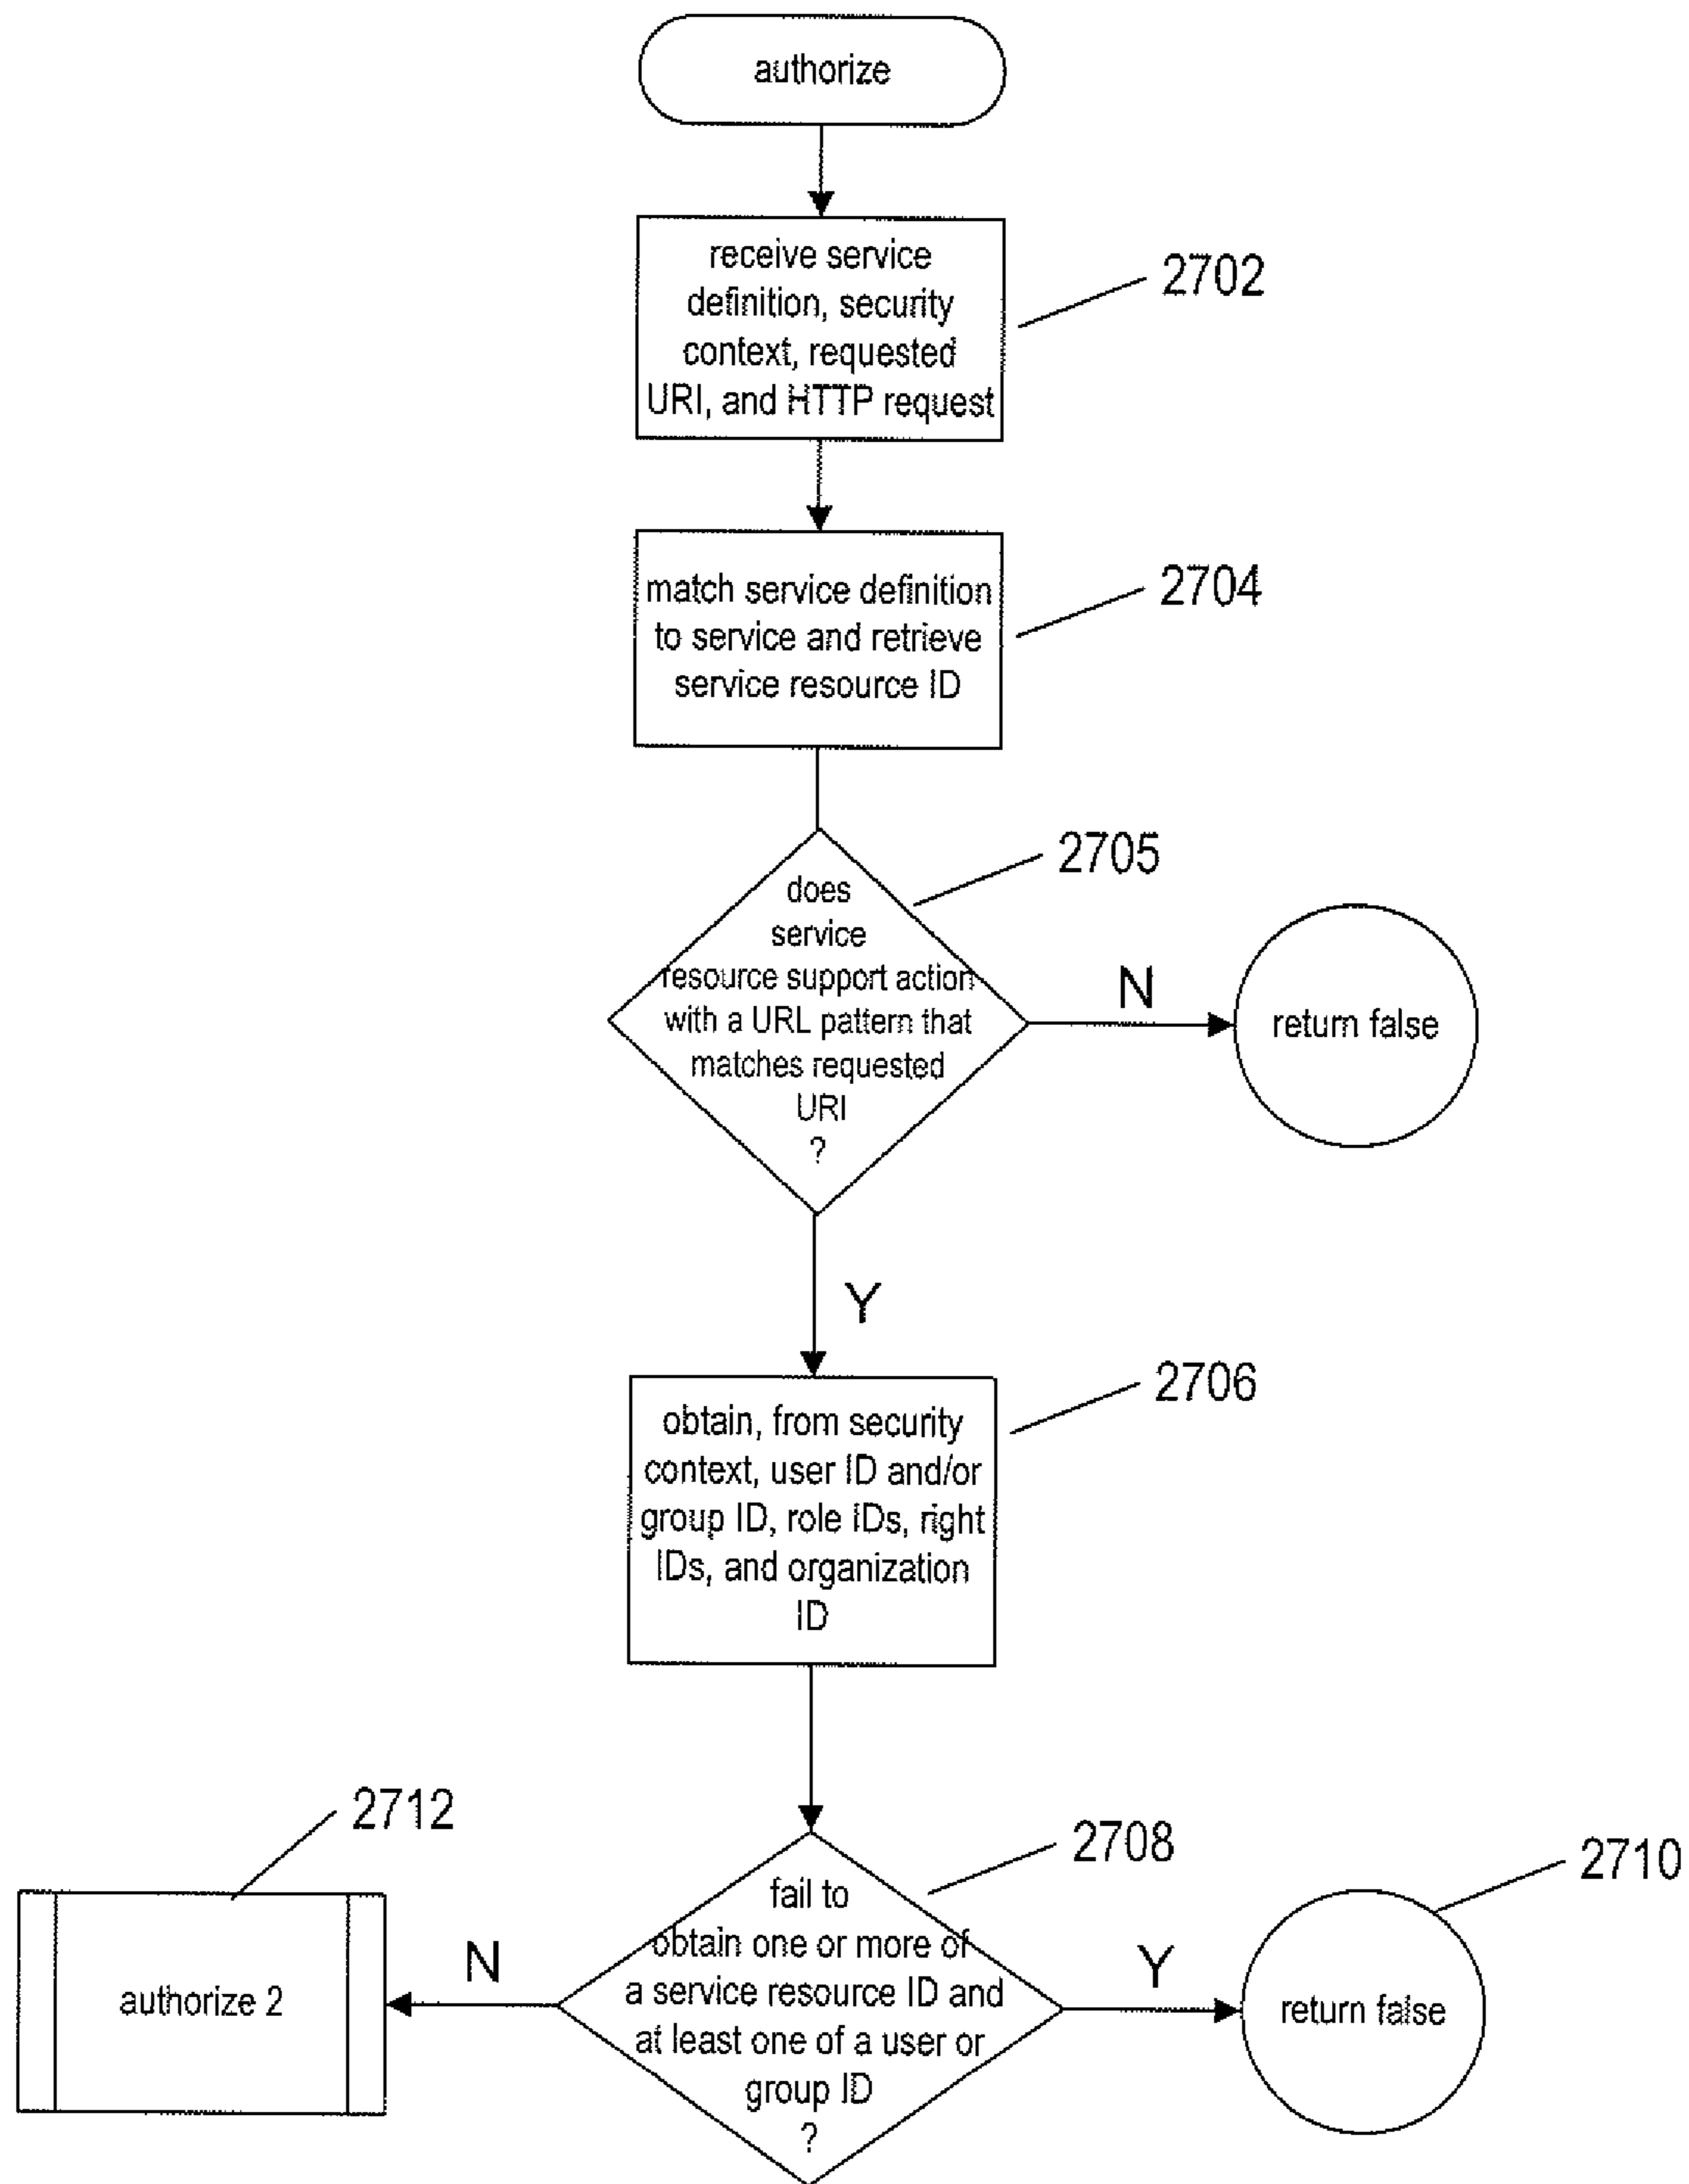 authorize
receive service
definition, security
context, requested
URI, and HTTP request
2702
match service definition
to service and retrieve
service resource ID
2704
does
service
resource support action
with a URL pattern that
matches requested
URI
?
2705
N
return false
Y
obtain, from security
context, user ID and/or
group ID, role IDs, right
IDs, and organization
ID
2706
fail to
obtain one or more of
a service resource ID and
at least one of a user or
group ID
?
2708
N
authorize 2
2712
Y
return false
2710